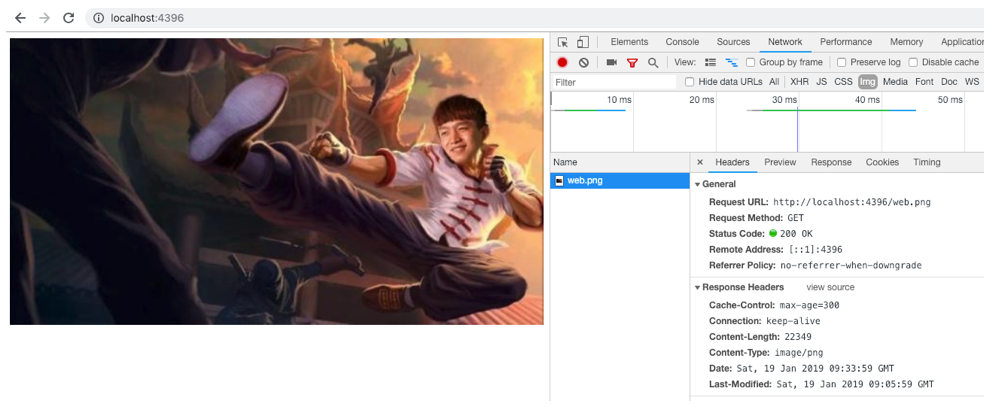 localhost:4396
Elements Console Sources Network Performance Memory Application
View: Group by frame Preserve log Disable cache
Filter Hide data URLs All XHR JS CSS Img Media Font Doc WS
10 ms 20 ms 30 ms 40 ms 50 ms
Name × Headers Preview Response Cookies Timing
web.png
General
Request URL: http://localhost:4396/web.png
Request Method: GET
Status Code: 200 OK
Remote Address: [::1]:4396
Referrer Policy: no-referrer-when-downgrade
Response Headers view source
Cache-Control: max-age=300
Connection: keep-alive
Content-Length: 22349
Content-Type: image/png
Date: Sat, 19 Jan 2019 09:33:59 GMT
Last-Modified: Sat, 19 Jan 2019 09:05:59 GMT